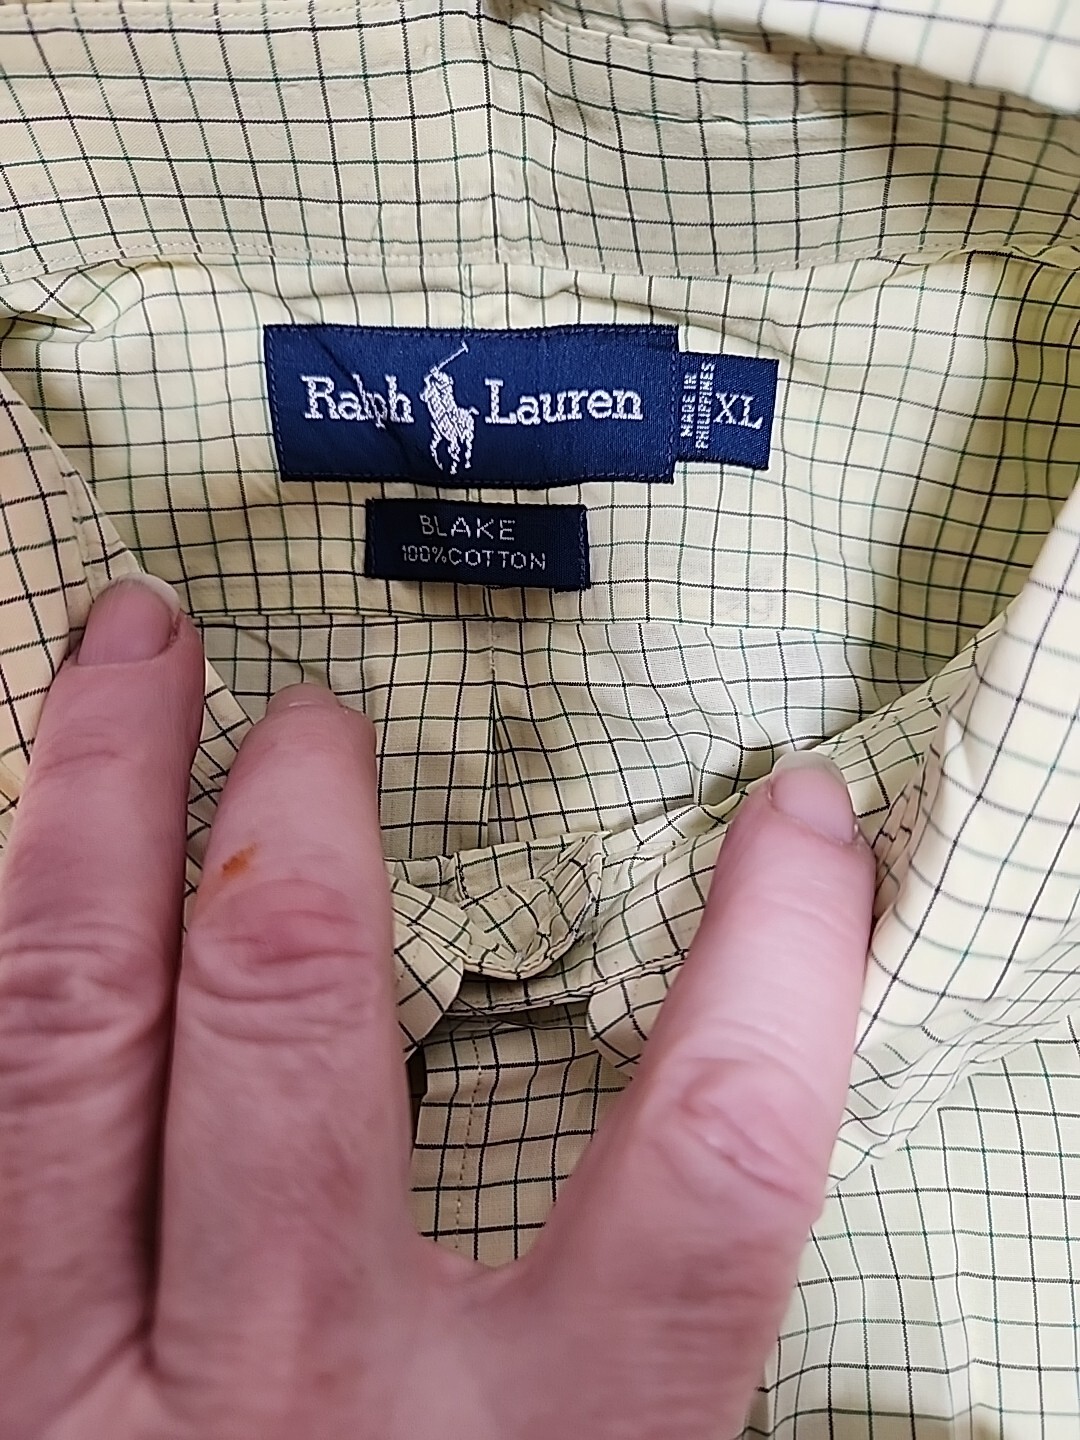 Ralph Lauren
MADE IN
PHILIPPINES
XL
BLAKE
100%COTTON